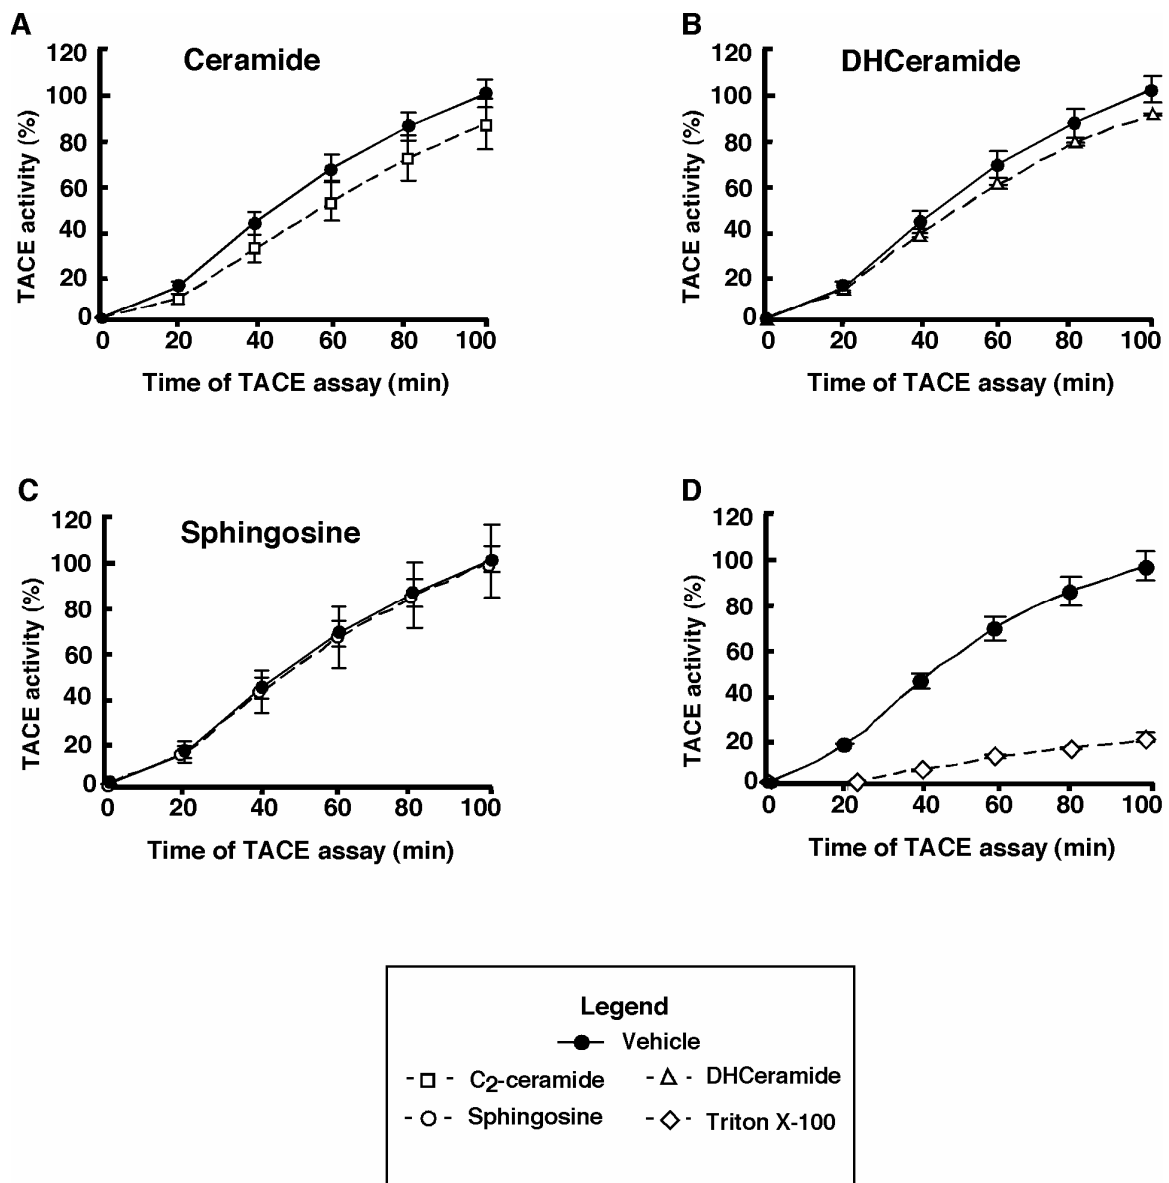 A
Ceramide
TACE activity (%)
120
100
80
60
40
20
0
0 20 40 60 80 100
Time of TACE assay (min)
B
DHCeramide
TACE activity (%)
120
100
80
60
40
20
0
0 20 40 60 80 100
Time of TACE assay (min)
C
Sphingosine
TACE activity (%)
120
100
80
60
40
20
0
0 20 40 60 80 100
Time of TACE assay (min)
D
TACE activity (%)
120
100
80
60
40
20
0
0 20 40 60 80 100
Time of TACE assay (min)
Legend
Vehicle
C2-ceramide
DHCeramide
Sphingosine
Triton X-100